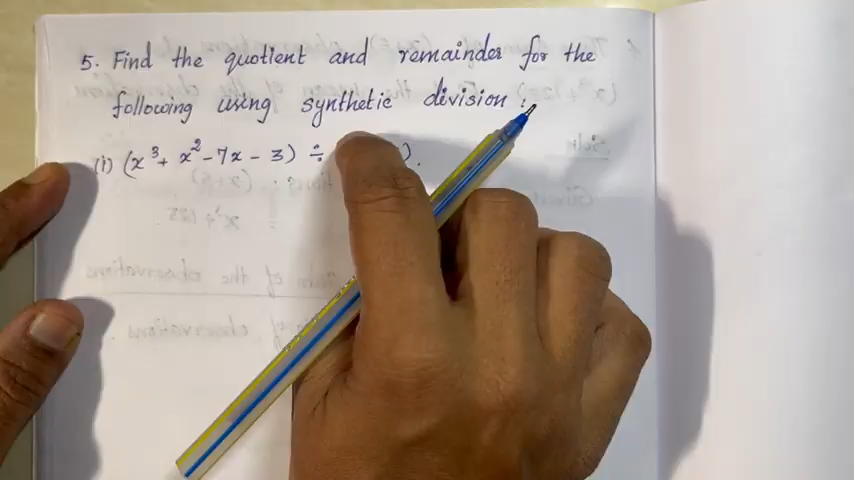 5. Find the quotient and remainder for the
following using synthetic division :
(i) (x³ + x² - 7x - 3) ÷ ).